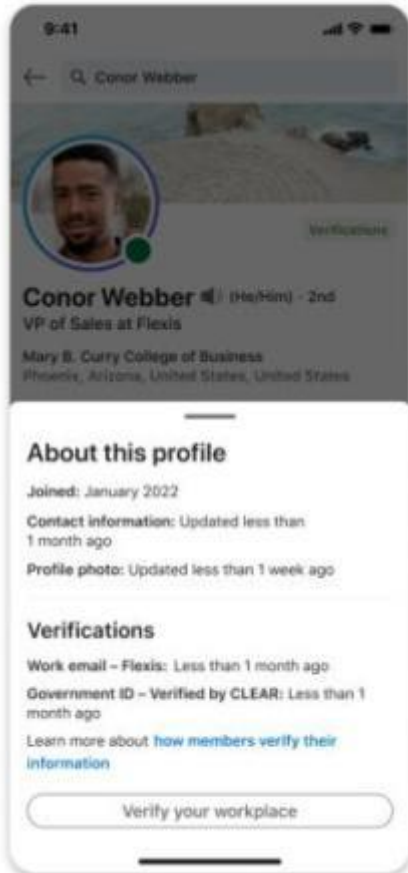 9:41
Conor Webber
Verifications
Conor Webber (He/Him) · 2nd
VP of Sales at Flexis
Mary B. Curry College of Business
Phoenix, Arizona, United States, United States
About this profile
Joined: January 2022
Contact information: Updated less than
1 month ago
Profile photo: Updated less than 1 week ago
Verifications
Work email – Flexis: Less than 1 month ago
Government ID – Verified by CLEAR: Less than 1
month ago
Learn more about how members verify their
information
Verify your workplace